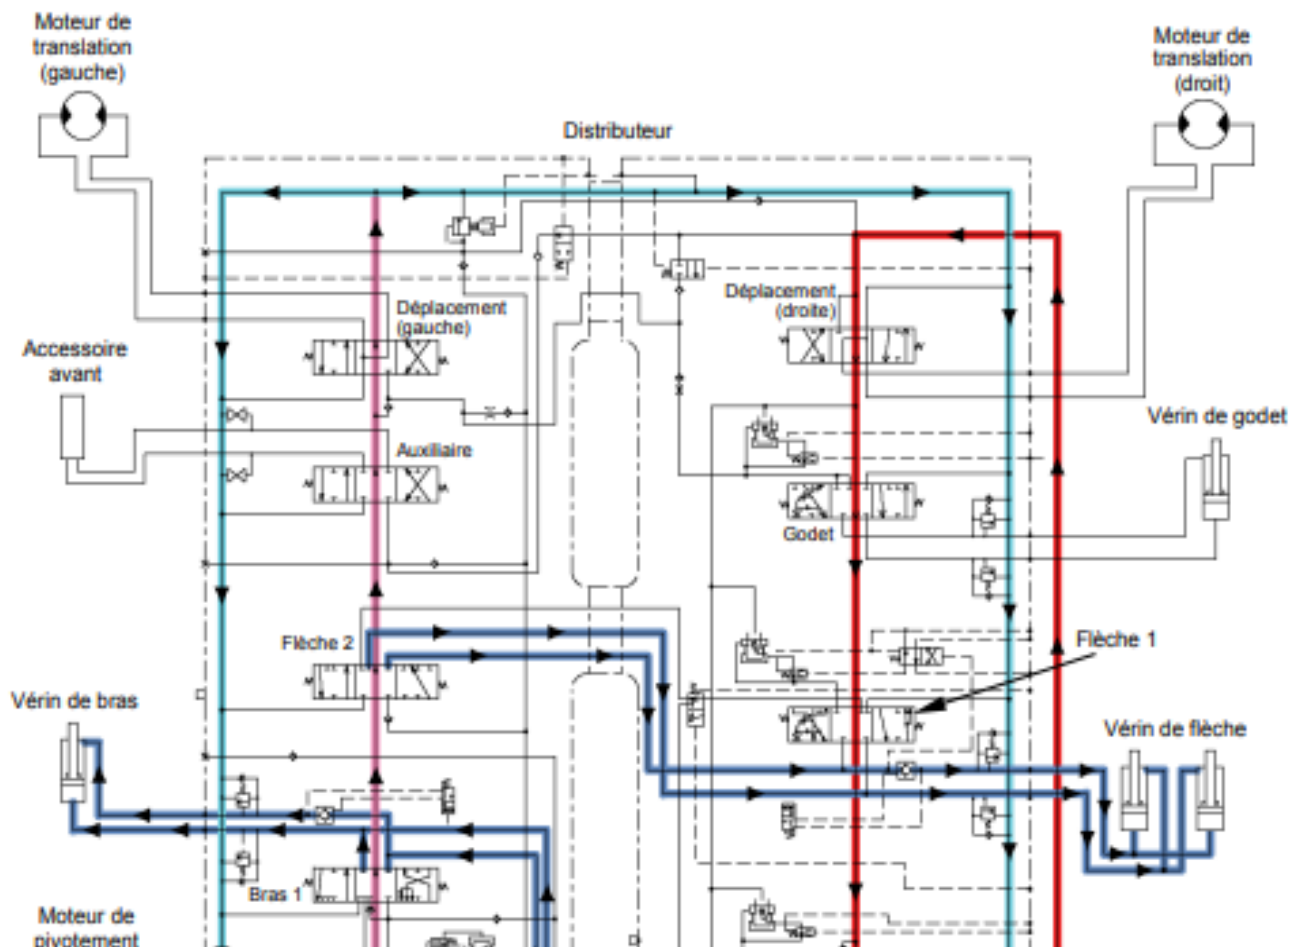 Moteur de
translation
(gauche)
Moteur de
translation
(droit)
Distributeur
Déplacement
(gauche)
Déplacement
(droite)
Accessoire
avant
Vérin de godet
Auxiliaire
Godet
Flèche 2
Flèche 1
Vérin de bras
Vérin de flèche
Bras 1
Moteur de
pivotement